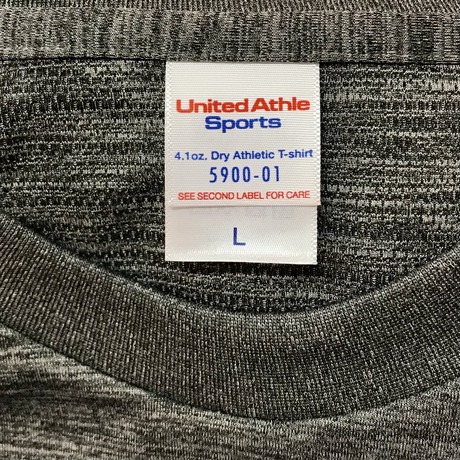 United Athle
Sports
4.1oz. Dry Athletic T-shirt
5900-01
SEE SECOND LABEL FOR CARE
L